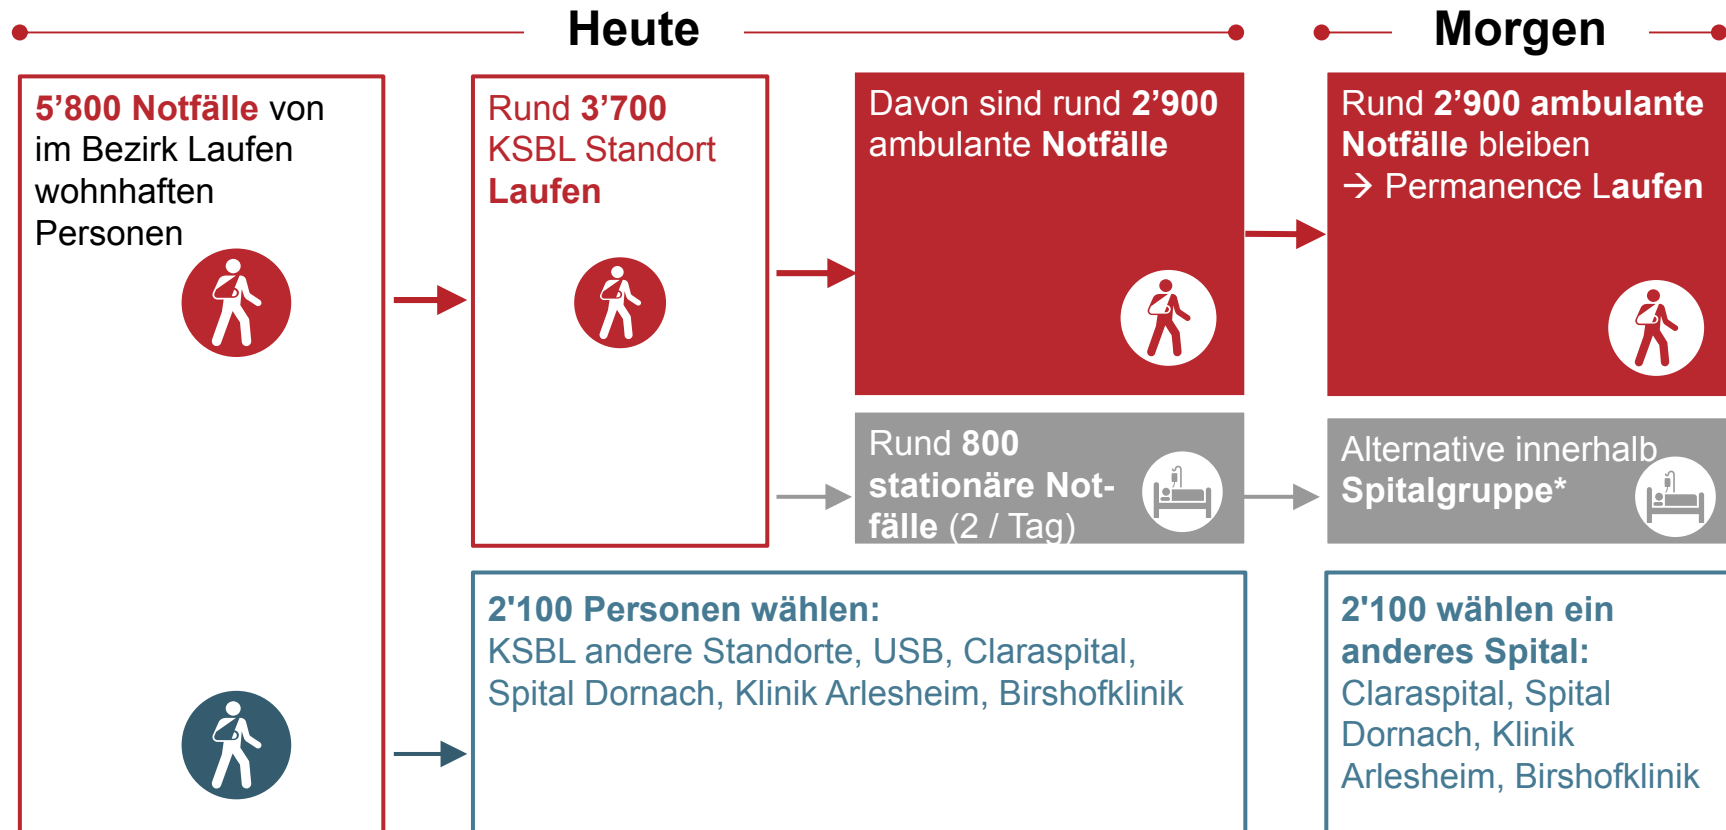 Heute
Morgen
5’800 Notfälle von
im Bezirk Laufen
wohnhaften
Personen
Rund 3’700
KSBL Standort
Laufen
Davon sind rund 2’900
ambulante Notfälle
Rund 2’900 ambulante
Notfälle bleiben
→ Permanence Laufen
Rund 800
stationäre Not-
fälle (2 / Tag)
Alternative innerhalb
Spitalgruppe*
2'100 Personen wählen:
KSBL andere Standorte, USB, Claraspital,
Spital Dornach, Klinik Arlesheim, Birshofklinik
2'100 wählen ein
anderes Spital:
Claraspital, Spital
Dornach, Klinik
Arlesheim, Birshofklinik